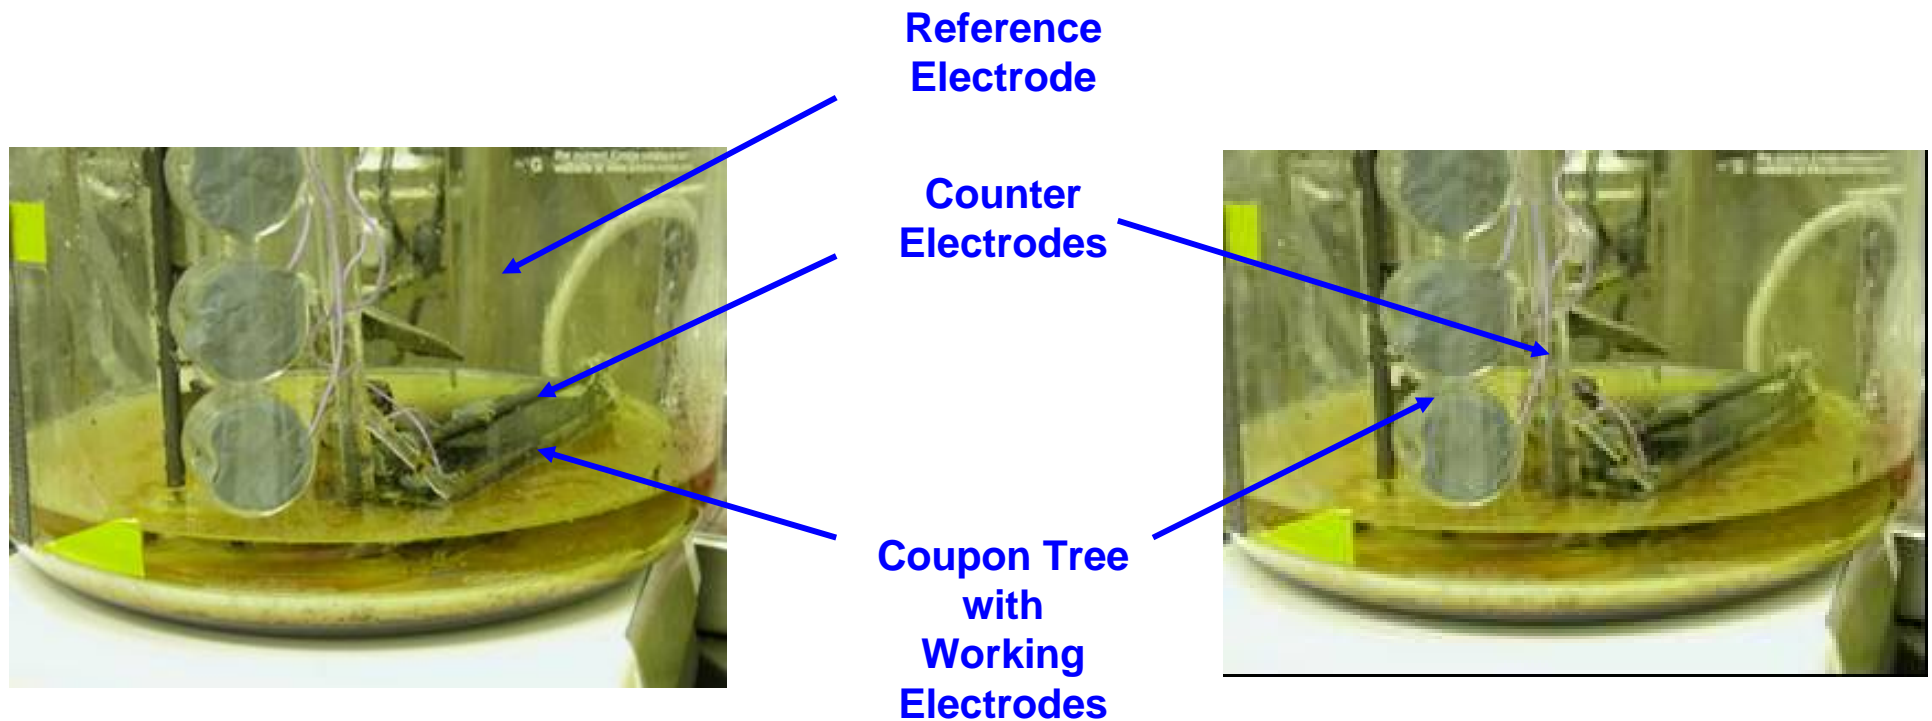 Reference
Electrode
Counter
Electrodes
Coupon Tree
with
Working
Electrodes